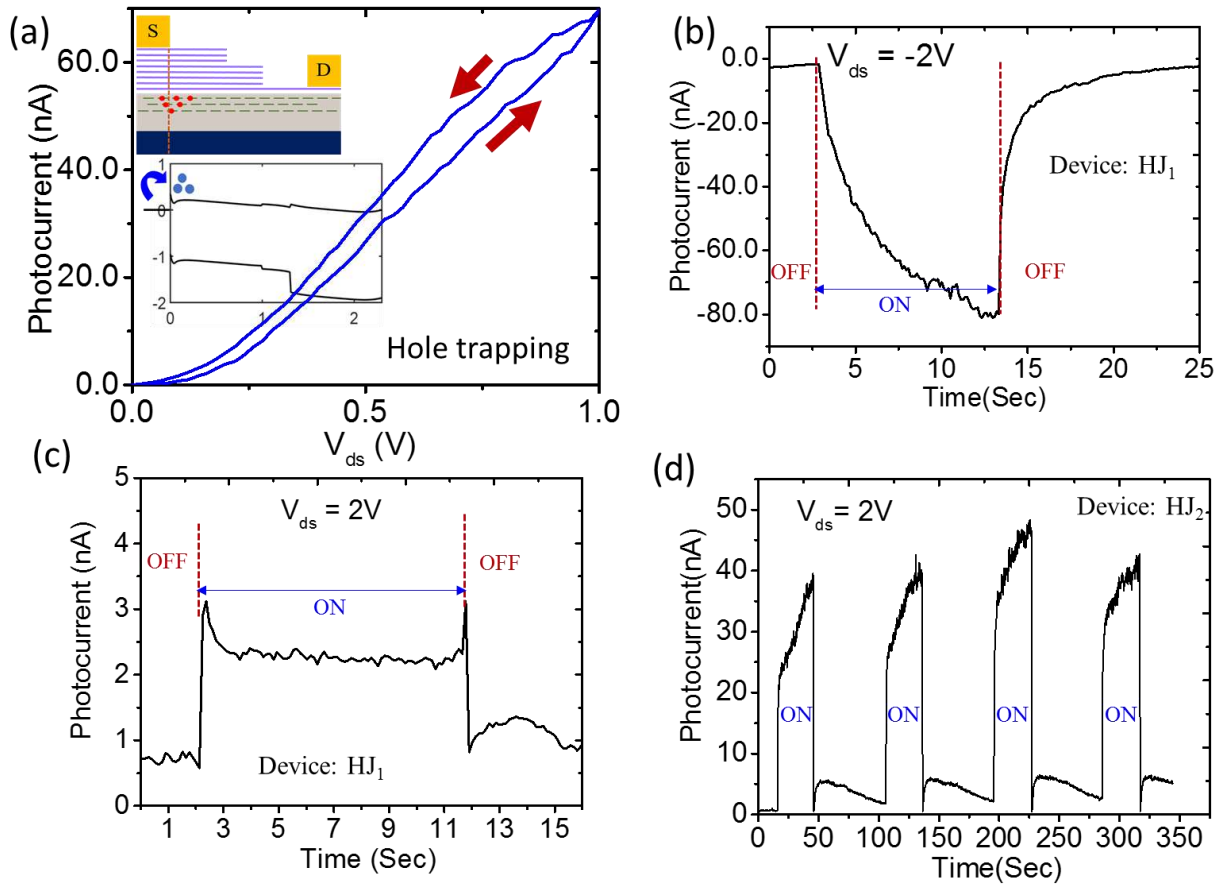 (a)
Photocurrent (nA)
60.0
40.0
20.0
0.0
S
D
1
0
-1
-2
0 1 2
Hole trapping
0.0 0.5 1.0
V_ds (V)
(b)
Photocurrent (nA)
0.0
-20.0
-40.0
-60.0
-80.0
V_ds = -2V
Device: HJ_1
OFF
ON
OFF
0 5 10 15 20 25
Time(Sec)
(c)
Photocurrent (nA)
5
4
3
2
1
0
V_ds = 2V
OFF
ON
OFF
Device: HJ_1
1 3 5 7 9 11 13 15
Time (Sec)
(d)
Photocurrent(nA)
50
40
30
20
10
0
V_ds = 2V
Device: HJ_2
ON ON ON ON
0 50 100 150 200 250 300 350
Time(Sec)